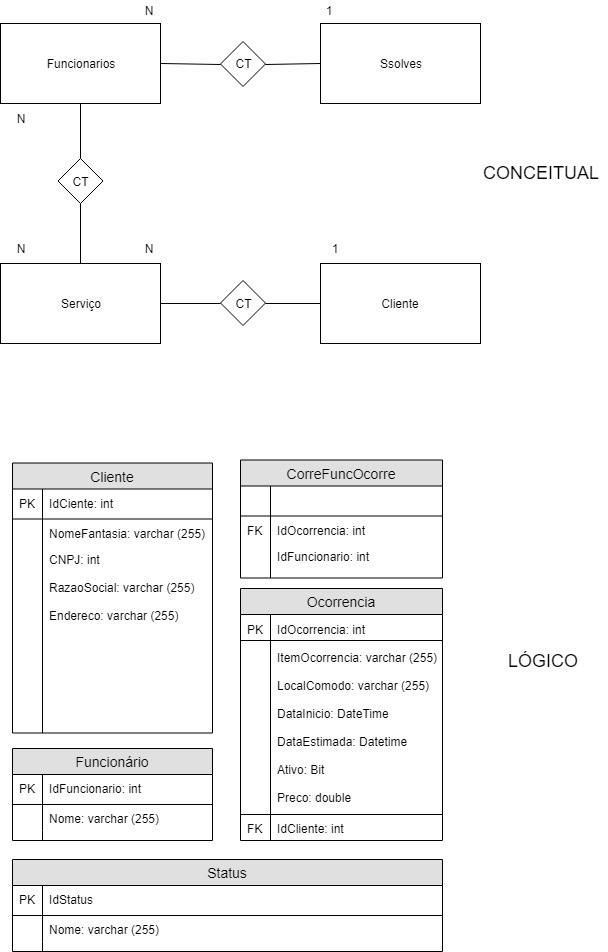 N
1
Funcionarios
CT
Ssolves
N
CT
CONCEITUAL
N
N
1
Serviço
CT
Cliente
Cliente
PK
IdCiente: int
NomeFantasia: varchar (255)
CNPJ: int
RazaoSocial: varchar (255)
Endereco: varchar (255)
CorreFuncOcorre
FK
IdOcorrencia: int
IdFuncionario: int
Ocorrencia
PK
IdOcorrencia: int
ItemOcorrencia: varchar (255)
LocalComodo: varchar (255)
DataInicio: DateTime
DataEstimada: Datetime
Ativo: Bit
Preco: double
FK
IdCliente: int
LÓGICO
Funcionário
PK
IdFuncionario: int
Nome: varchar (255)
Status
PK
IdStatus
Nome: varchar (255)